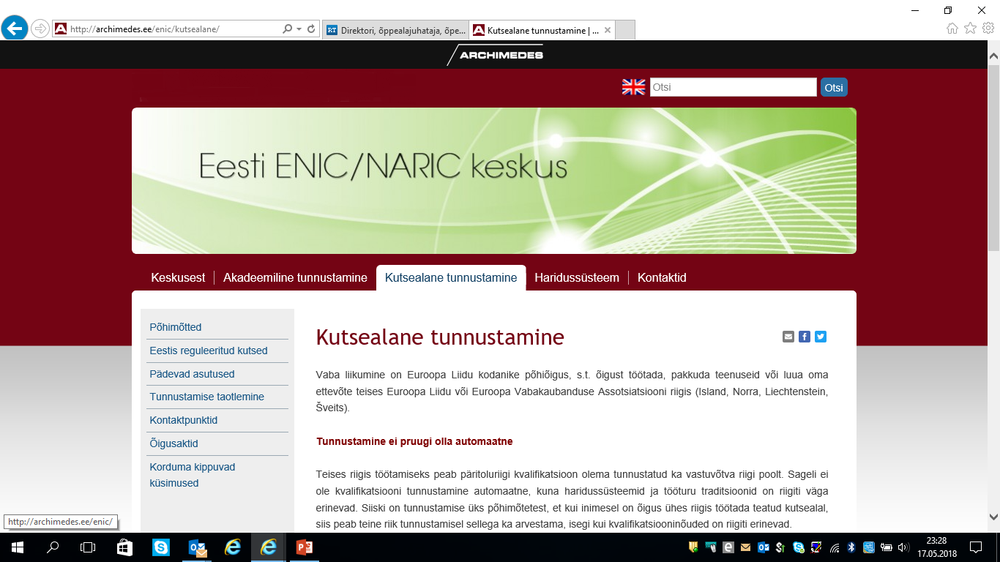 http://archimedes.ee/enic/kutsealane/
Direktori, õppealajuhataja, õpe...
Kutsealane tunnustamine | ...
ARCHIMEDES
Otsi
Otsi
Eesti ENIC/NARIC keskus
Keskusest
Akadeemiline tunnustamine
Kutsealane tunnustamine
Haridussüsteem
Kontaktid
Põhimõtted
Eestis reguleeritud kutsed
Pädevad asutused
Tunnustamise taotlemine
Kontaktpunktid
Õigusaktid
Korduma kippuvad
küsimused
Kutsealane tunnustamine
Vaba liikumine on Euroopa Liidu kodanike põhiõigus, s.t. õigust töötada, pakkuda teenuseid või luua oma
ettevõte teises Euroopa Liidu või Euroopa Vabakaubanduse Assotsiatsiooni riigis (Island, Norra, Liechtenstein,
Šveits).
Tunnustamine ei pruugi olla automaatne
Teises riigis töötamiseks peab päritoluriigi kvalifikatsioon olema tunnustatud ka vastuvõtva riigi poolt. Sageli ei
ole kvalifikatsiooni tunnustamine automaatne, kuna haridussüsteemid ja tööturu traditsioonid on riigiti väga
erinevad. Siiski on tunnustamise üks põhimõtetest, et kui inimesel on õigus ühes riigis töötada teatud kutsealal,
siis peab teine riik tunnustamisel sellega ka arvestama, isegi kui kvalifikatsiooninõuded on riigiti erinevad.
http://archimedes.ee/enic/
23:28
17.05.2018